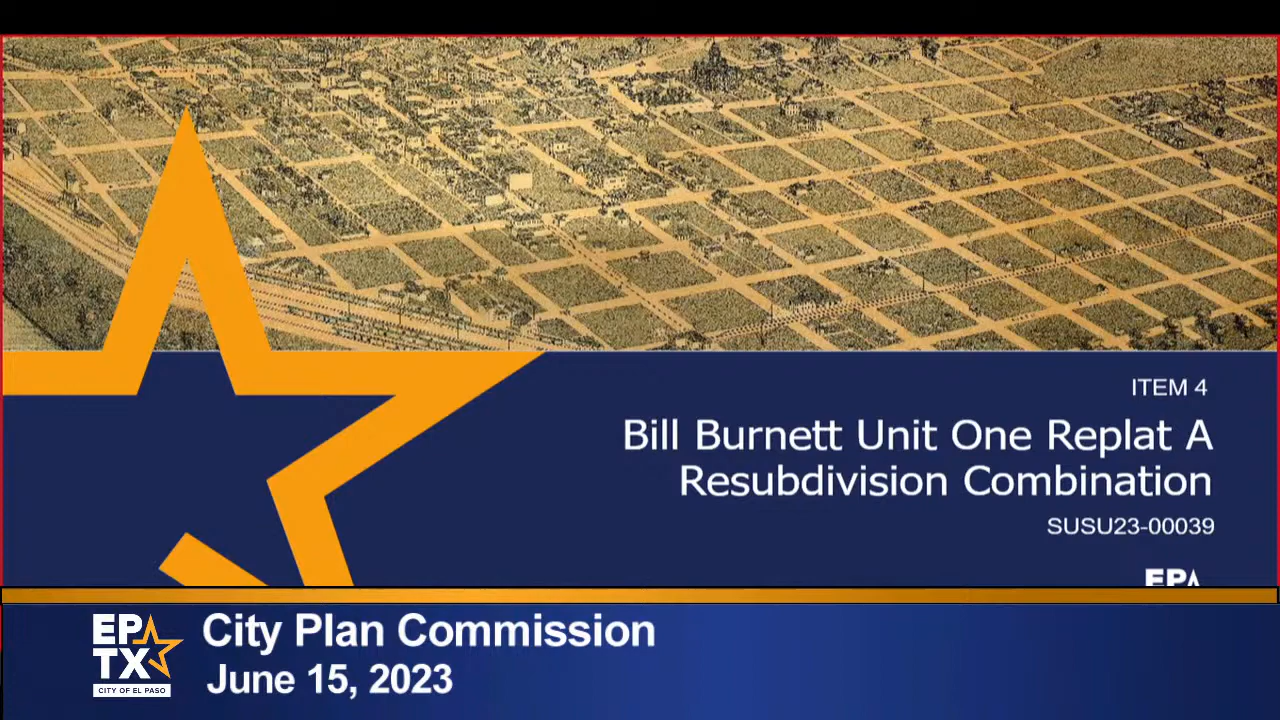 ITEM 4
Bill Burnett Unit One Replat A
Resubdivision Combination
SUSU23-00039
EP
EP
TX
CITY OF EL PASO
City Plan Commission
June 15, 2023